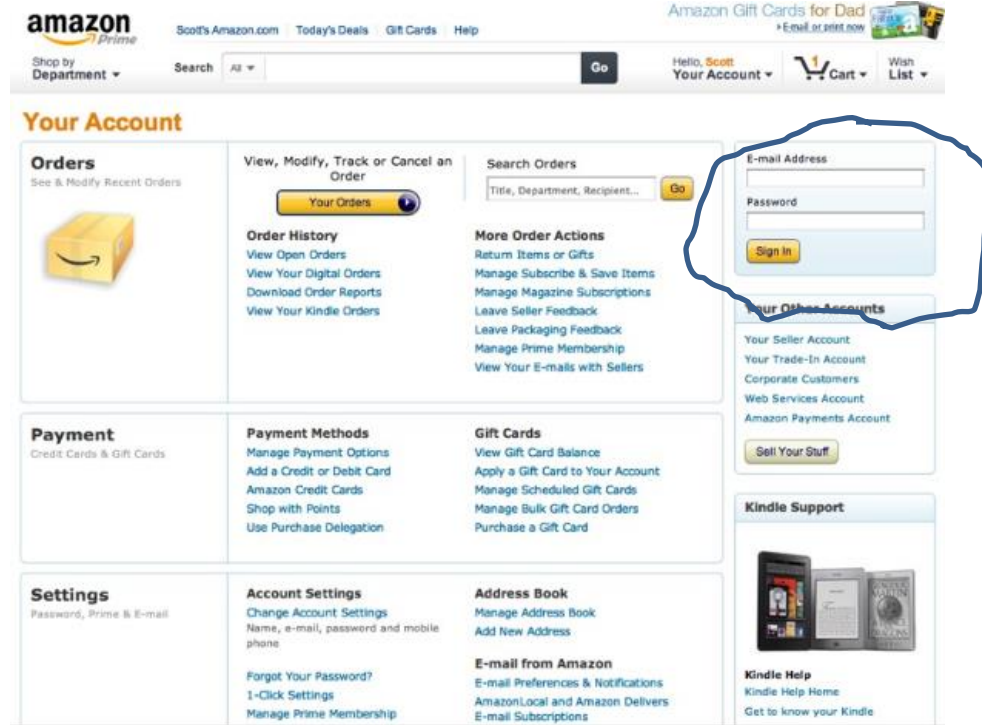 amazon
Prime
Scott's Amazon.com
Today's Deals
Gift Cards
Help
Amazon Gift Cards for Dad
E-mail or print now
Shop by
Department
Search
All
Go
Hello, Scott
Your Account
1
Cart
Wish
List
Your Account
Orders
See & Modify Recent Orders
View, Modify, Track or Cancel an
Order
Your Orders
Search Orders
Title, Department, Recipient...
Go
Order History
View Open Orders
View Your Digital Orders
Download Order Reports
View Your Kindle Orders
More Order Actions
Return Items or Gifts
Manage Subscribe & Save Items
Manage Magazine Subscriptions
Leave Seller Feedback
Leave Packaging Feedback
Manage Prime Membership
View Your E-mails with Sellers
E-mail Address
Password
Sign In
Your Other Accounts
Your Seller Account
Your Trade-In Account
Corporate Customers
Web Services Account
Amazon Payments Account
Sell Your Stuff
Payment
Credit Cards & Gift Cards
Payment Methods
Manage Payment Options
Add a Credit or Debit Card
Amazon Credit Cards
Shop with Points
Use Purchase Delegation
Gift Cards
View Gift Card Balance
Apply a Gift Card to Your Account
Manage Scheduled Gift Cards
Manage Bulk Gift Card Orders
Purchase a Gift Card
Kindle Support
Settings
Password, Prime & E-mail
Account Settings
Change Account Settings
Name, e-mail, password and mobile
phone
Forgot Your Password?
1-Click Settings
Manage Prime Membership
Address Book
Manage Address Book
Add New Address
E-mail from Amazon
E-mail Preferences & Notifications
AmazonLocal and Amazon Delivers
E-mail Subscriptions
Kindle Help
Kindle Help Home
Get to know your Kindle